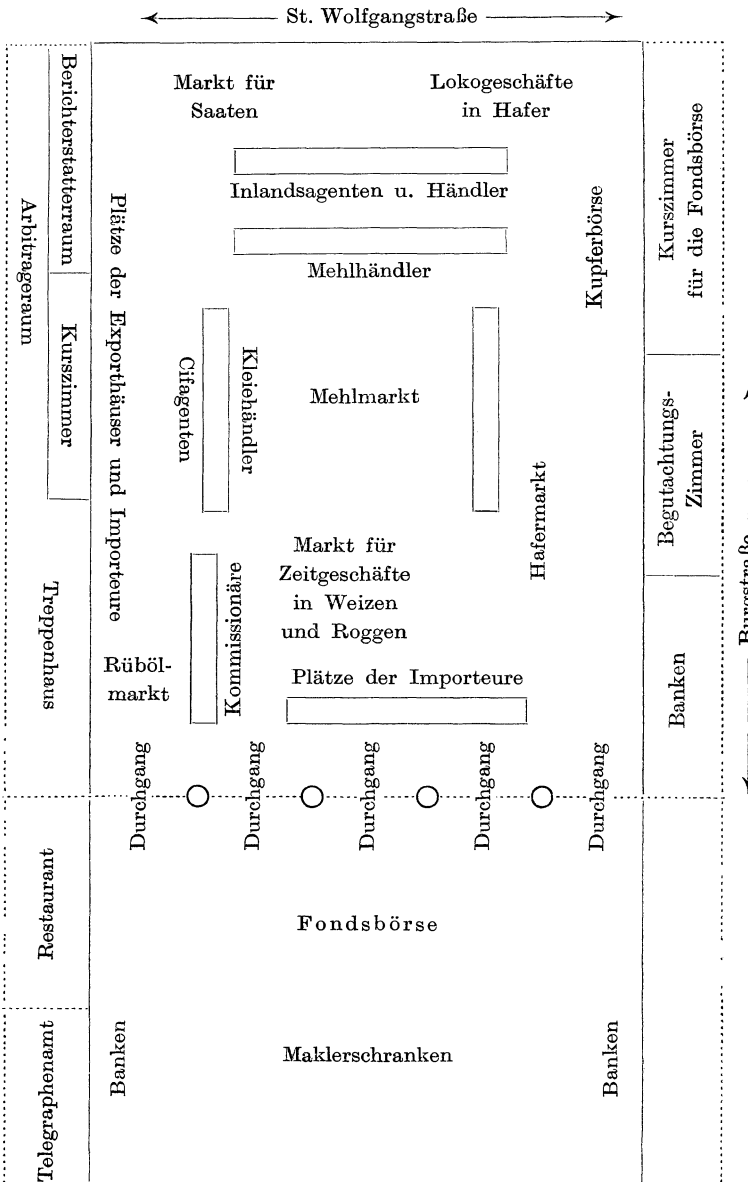 St. Wolfgangstraße
Berichterstatterraum
Arbitrageraum
Kurszimmer
Treppenhaus
Plätze der Exporthäuser und Importeure
Markt für
Saaten
Lokogeschäfte
in Hafer
Inlandsagenten u. Händler
Mehlhändler
Kupferbörse
Kurszimmer
für die Fondsbörse
Cifagenten
Kleiehändler
Mehlmarkt
Hafermarkt
Begutachtungs-
Zimmer
Markt für
Zeitgeschäfte
in Weizen
und Roggen
Kommissionäre
Rüböl-
markt
Plätze der Importeure
Banken
Durchgang
Durchgang
Durchgang
Durchgang
Durchgang
Restaurant
Fondsbörse
Telegraphenamt
Banken
Maklerschranken
Banken